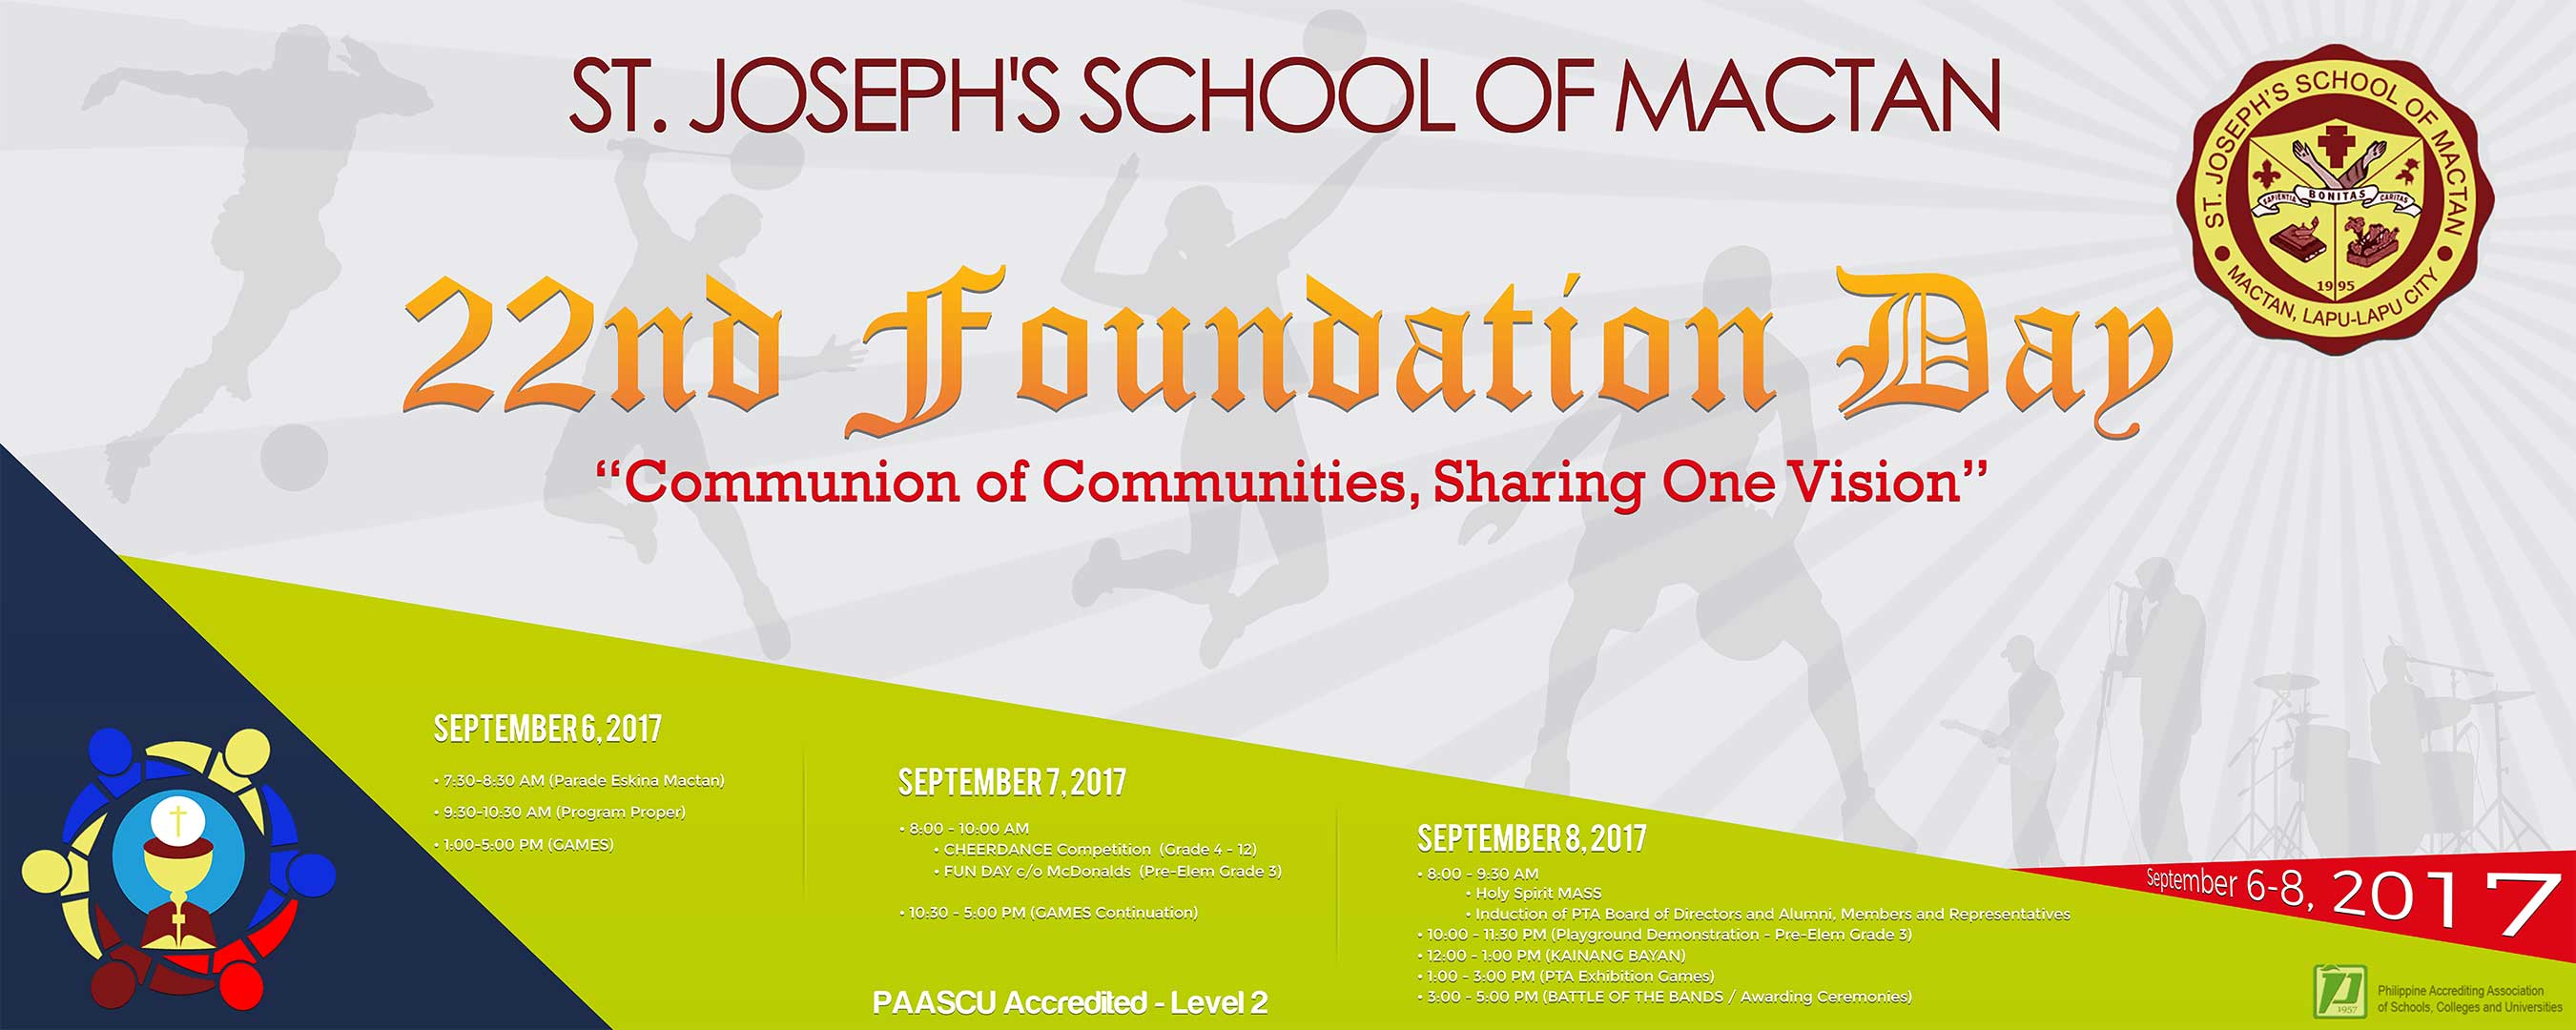 ST. JOSEPH'S SCHOOL OF MACTAN
22nd Foundation Day
“Communion of Communities, Sharing One Vision”
ST. JOSEPH'S SCHOOL OF MACTAN
SAPIENTIA BONITAS CARITAS
1995
MACTAN, LAPU-LAPU CITY
SEPTEMBER 6, 2017
• 7:30-8:30 AM (Parade Eskina Mactan)
• 9:30-10:30 AM (Program Proper)
• 1:00-5:00 PM (GAMES)
SEPTEMBER 7, 2017
• 8:00 - 10:00 AM
• CHEERDANCE Competition (Grade 4 - 12)
• FUN DAY c/o McDonalds (Pre-Elem Grade 3)
• 10:30 - 5:00 PM (GAMES Continuation)
SEPTEMBER 8, 2017
• 8:00 - 9:30 AM
• Holy Spirit MASS
• Induction of PTA Board of Directors and Alumni, Members and Representatives
• 10:00 - 11:30 PM (Playground Demonstration - Pre-Elem Grade 3)
• 12:00 - 1:00 PM (KAINANG BAYAN)
• 1:00 - 3:00 PM (PTA Exhibition Games)
• 3:00 - 5:00 PM (BATTLE OF THE BANDS / Awarding Ceremonies)
September 6-8, 2017
PAASCU Accredited - Level 2
1957
Philippine Accrediting Association
of Schools, Colleges and Universities